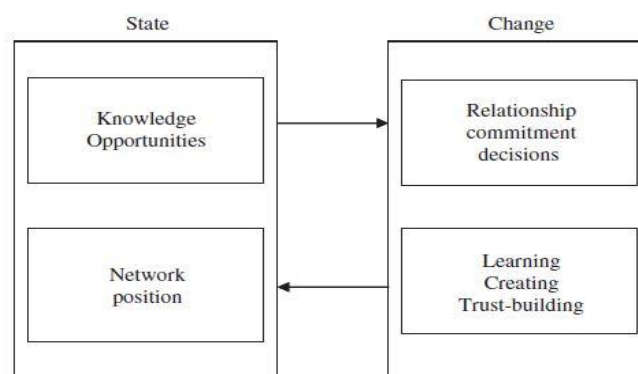 State
Change
Knowledge
Opportunities
Relationship
commitment
decisions
Network
position
Learning
Creating
Trust-building